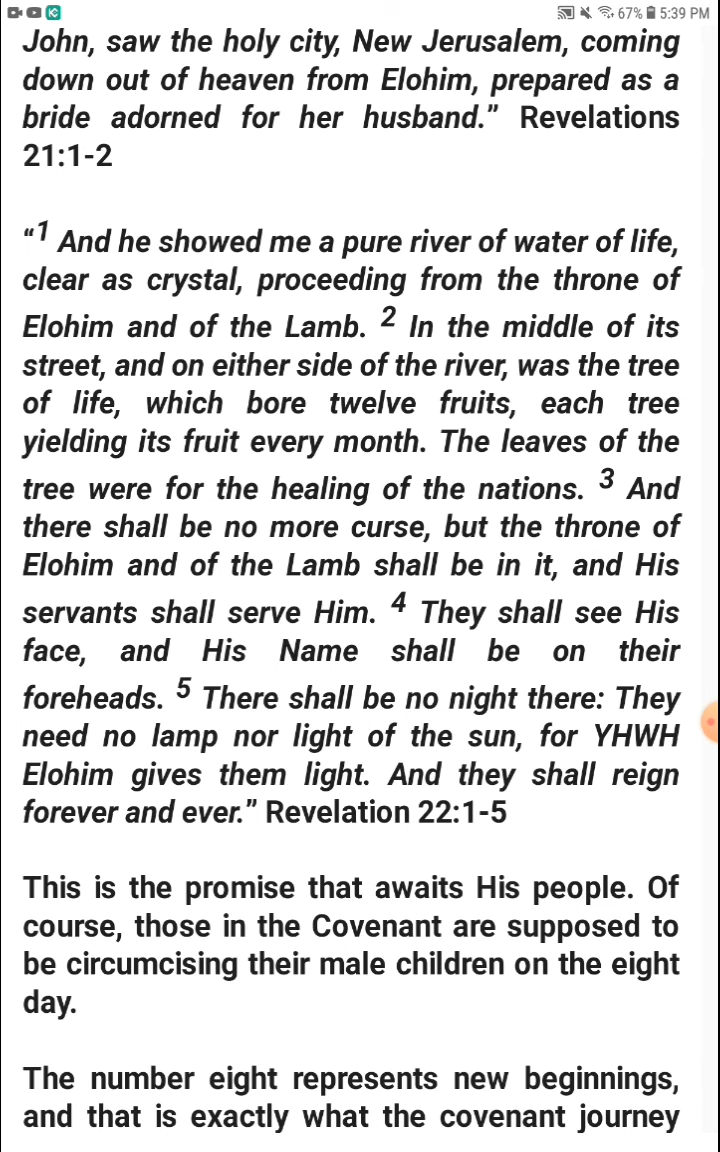 67% 5:39 PM
John, saw the holy city, New Jerusalem, coming
down out of heaven from Elohim, prepared as a
bride adorned for her husband.” Revelations
21:1-2
“1 And he showed me a pure river of water of life,
clear as crystal, proceeding from the throne of
Elohim and of the Lamb. 2 In the middle of its
street, and on either side of the river, was the tree
of life, which bore twelve fruits, each tree
yielding its fruit every month. The leaves of the
tree were for the healing of the nations. 3 And
there shall be no more curse, but the throne of
Elohim and of the Lamb shall be in it, and His
servants shall serve Him. 4 They shall see His
face, and His Name shall be on their
foreheads. 5 There shall be no night there: They
need no lamp nor light of the sun, for YHWH
Elohim gives them light. And they shall reign
forever and ever.” Revelation 22:1-5
This is the promise that awaits His people. Of
course, those in the Covenant are supposed to
be circumcising their male children on the eight
day.
The number eight represents new beginnings,
and that is exactly what the covenant journey